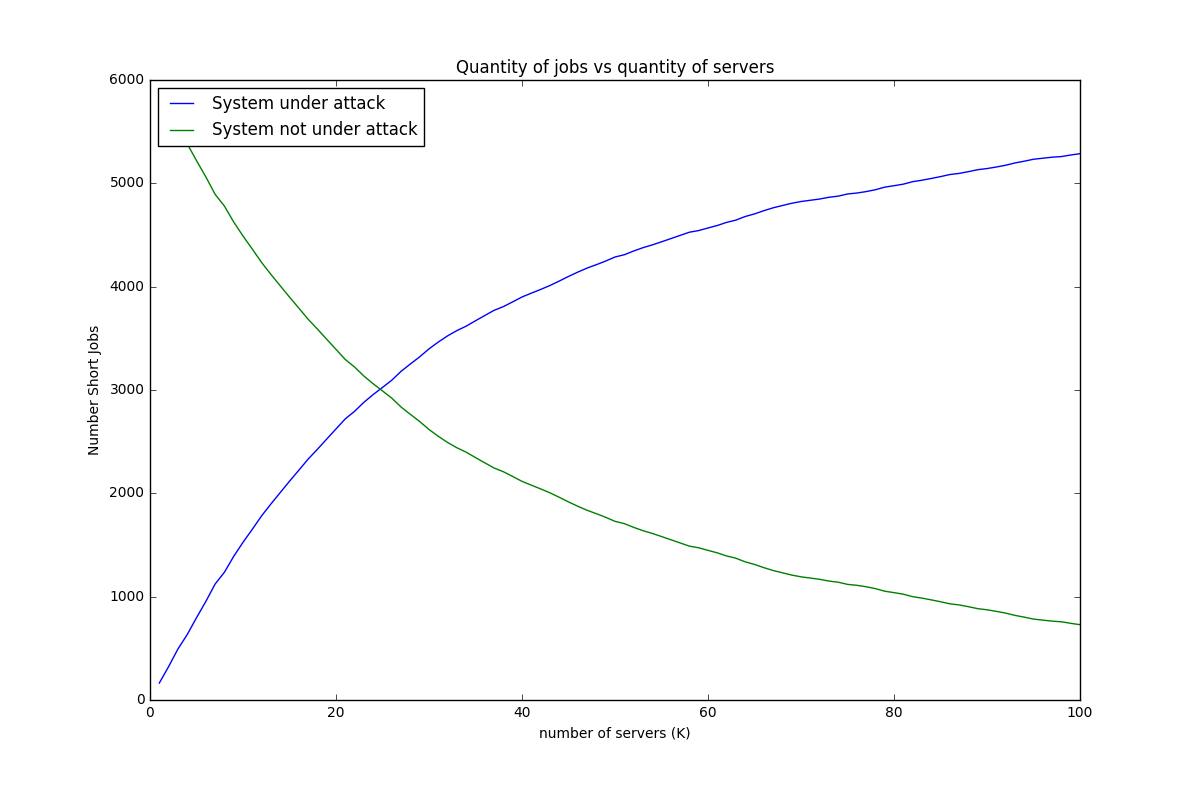 Quantity of jobs vs quantity of servers
System under attack
System not under attack
6000
5000
4000
3000
2000
1000
0
Number Short Jobs
0 20 40 60 80 100
number of servers (K)